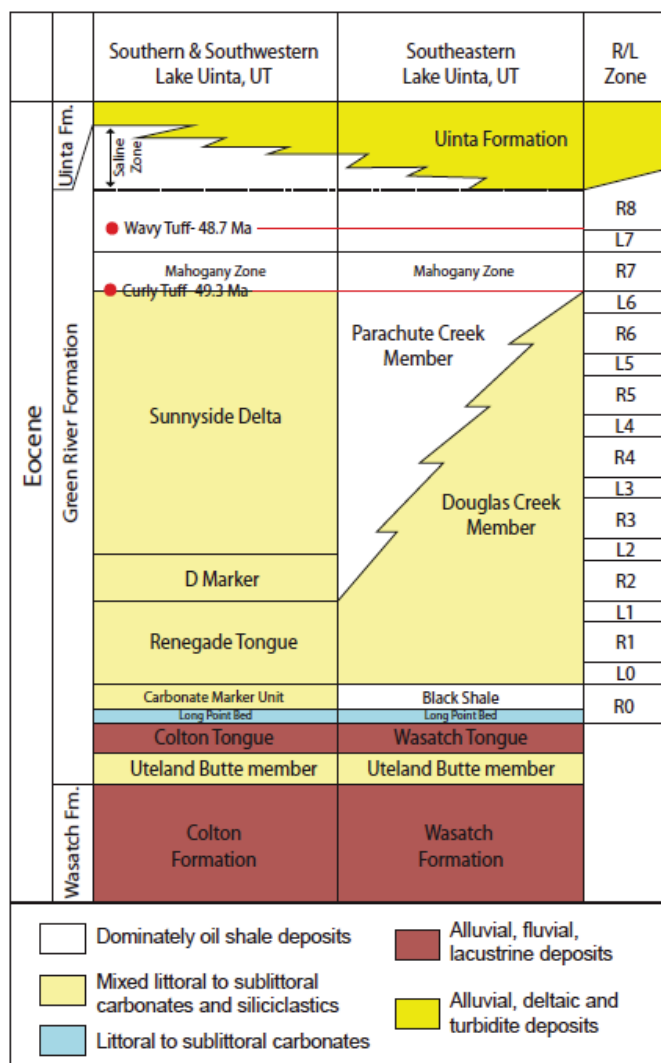 Southern & Southwestern
Lake Uinta, UT
Southeastern
Lake Uinta, UT
R/L
Zone
Eocene
Uinta Fm.
Green River Formation
Wasatch Fm.
Saline
Zone
Uinta Formation
Wavy Tuff- 48.7 Ma
Mahogany Zone
Mahogany Zone
Curly Tuff- 49.3 Ma
Parachute Creek
Member
Sunnyside Delta
Douglas Creek
Member
D Marker
Renegade Tongue
Carbonate Marker Unit
Black Shale
Long Point Bed
Long Point Bed
Colton Tongue
Wasatch Tongue
Uteland Butte member
Uteland Butte member
Colton
Formation
Wasatch
Formation
R8
L7
R7
L6
R6
L5
R5
L4
R4
L3
R3
L2
R2
L1
R1
L0
R0
Dominately oil shale deposits
Mixed littoral to sublittoral
carbonates and siliciclastics
Littoral to sublittoral carbonates
Alluvial, fluvial,
lacustrine deposits
Alluvial, deltaic and
turbidite deposits